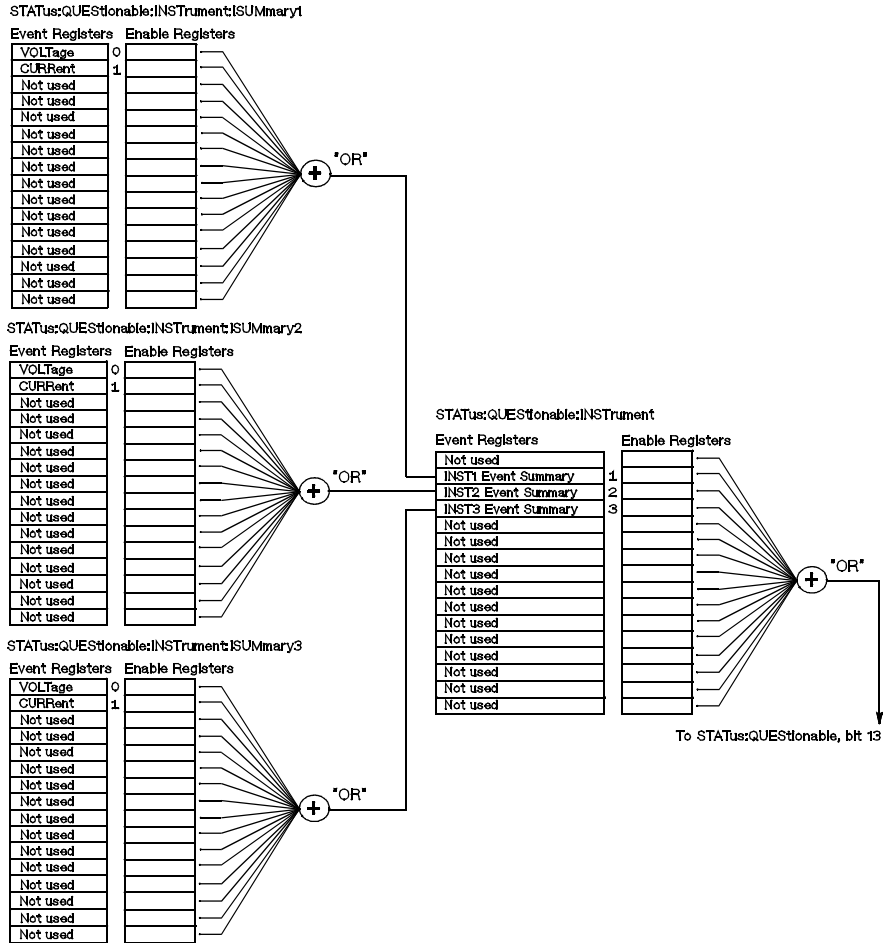 STATus:QUEStionable:INSTrument:ISUMmary1
Event Registers Enable Registers
VOLTage 0
CURRent 1
Not used
Not used
Not used
Not used
Not used
Not used
Not used
Not used
Not used
Not used
Not used
Not used
Not used
Not used
"OR"
STATus:QUEStionable:INSTrument:ISUMmary2
Event Registers Enable Registers
VOLTage 0
CURRent 1
Not used
Not used
Not used
Not used
Not used
Not used
Not used
Not used
Not used
Not used
Not used
Not used
Not used
Not used
"OR"
STATus:QUEStionable:INSTrument:ISUMmary3
Event Registers Enable Registers
VOLTage 0
CURRent 1
Not used
Not used
Not used
Not used
Not used
Not used
Not used
Not used
Not used
Not used
Not used
Not used
Not used
Not used
"OR"
STATus:QUEStionable:INSTrument
Event Registers Enable Registers
Not used
INST1 Event Summary 1
INST2 Event Summary 2
INST3 Event Summary 3
Not used
Not used
Not used
Not used
Not used
Not used
Not used
Not used
Not used
Not used
Not used
Not used
"OR"
To STATus:QUEStionable, bit 13